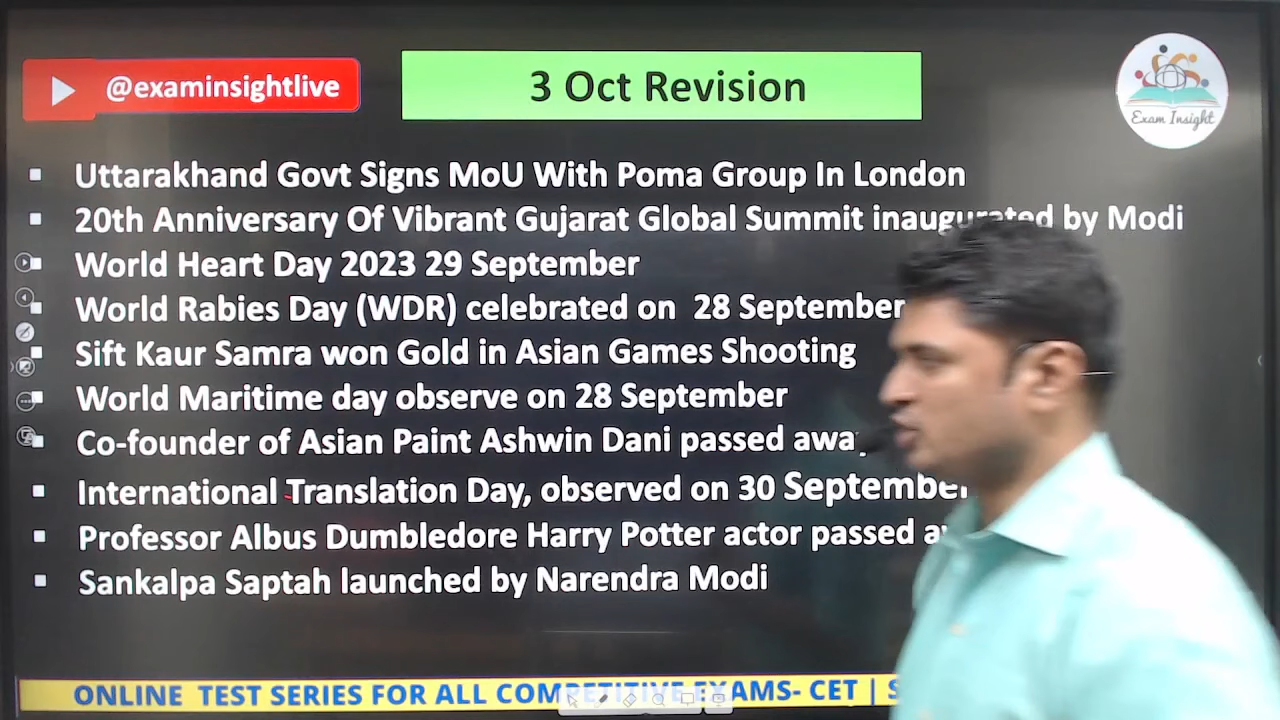 @examinsightlive
3 Oct Revision
Exam Insight
Uttarakhand Govt Signs MoU With Poma Group In London
20th Anniversary Of Vibrant Gujarat Global Summit inaugurated by Modi
World Heart Day 2023 29 September
World Rabies Day (WDR) celebrated on 28 September
Sift Kaur Samra won Gold in Asian Games Shooting
World Maritime day observe on 28 September
Co-founder of Asian Paint Ashwin Dani passed away
International Translation Day, observed on 30 September
Professor Albus Dumbledore Harry Potter actor passed
Sankalpa Saptah launched by Narendra Modi
ONLINE TEST SERIES FOR ALL COMPETITIVE EXAMS- CET |